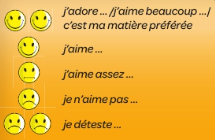 j'adore ... /j'aime beaucoup .../
c'est ma matière préférée
j'aime ...
j'aime assez ...
je n'aime pas ...
je déteste ...